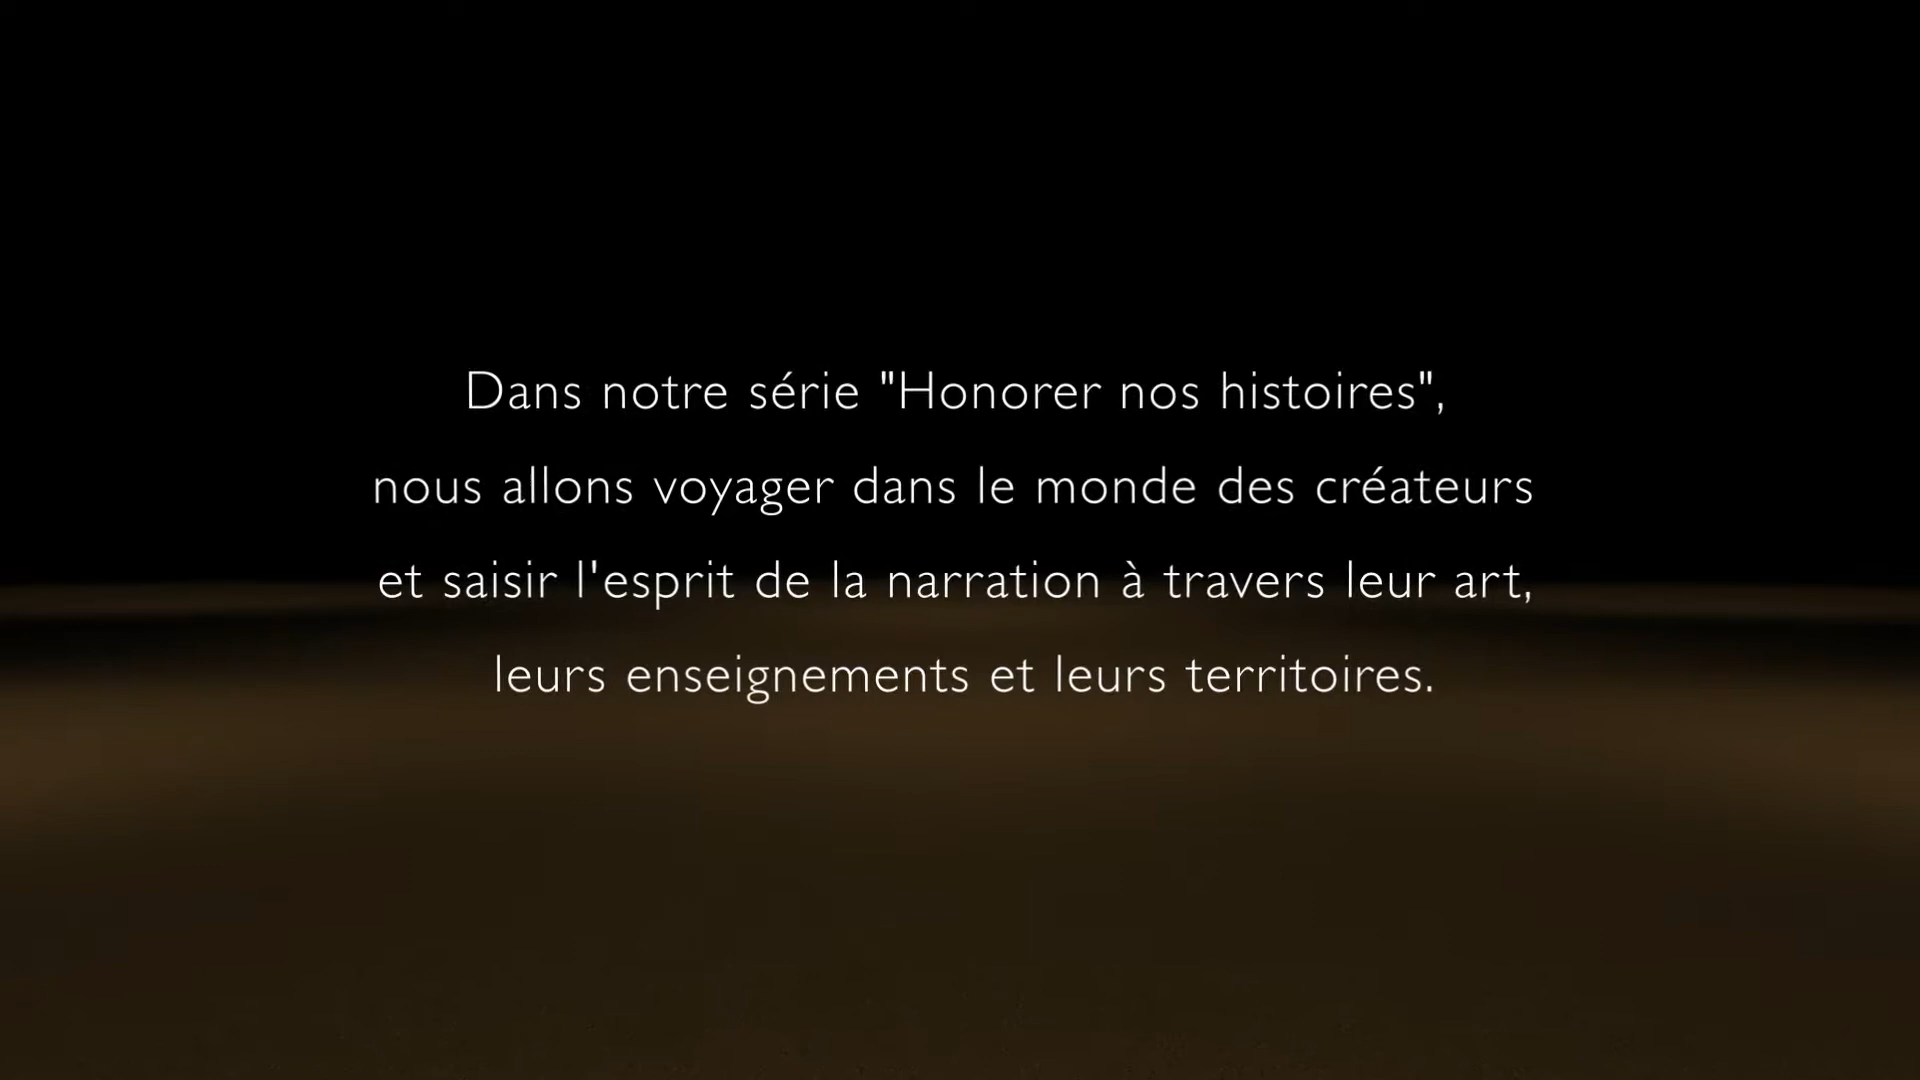 Dans notre série "Honorer nos histoires",
nous allons voyager dans le monde des créateurs
et saisir l'esprit de la narration à travers leur art,
leurs enseignements et leurs territoires.